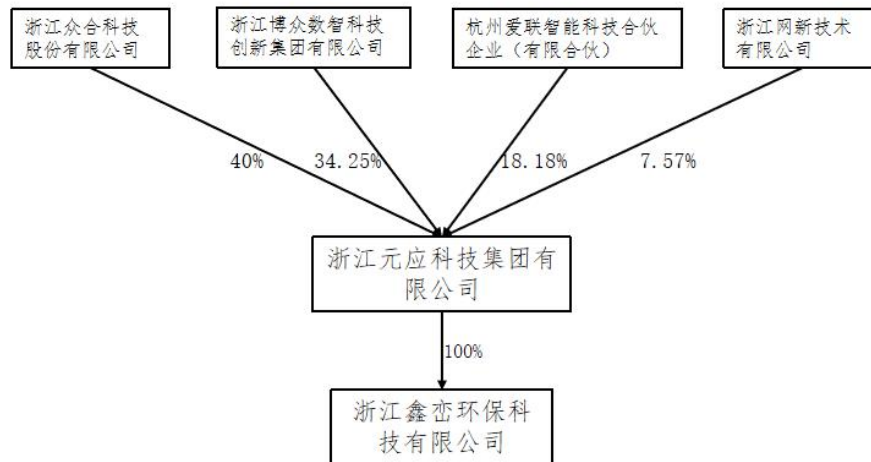 浙江众合科技
股份有限公司
浙江博众数智科技
创新集团有限公司
杭州爱联智能科技合伙
企业（有限合伙）
浙江网新技术
有限公司
40%
34.25%
18.18%
7.57%
浙江元应科技集团有
限公司
100%
浙江鑫峦环保科
技有限公司